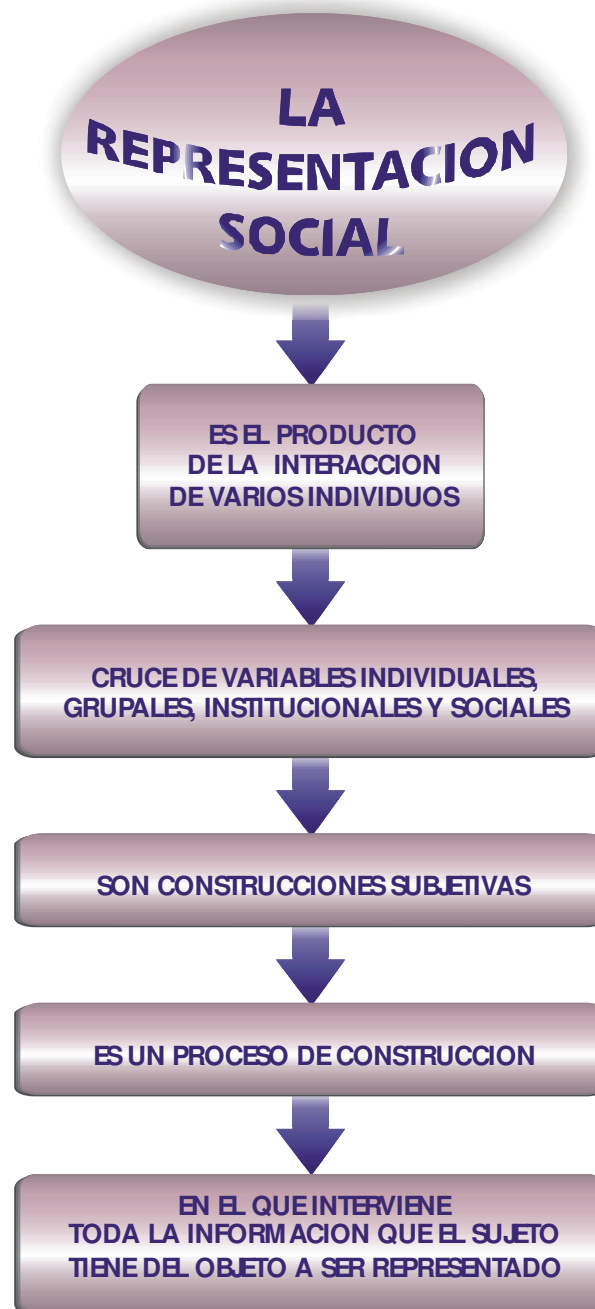 LA
REPRESENTACION
SOCIAL
ES EL PRODUCTO
DE LA INTERACCION
DE VARIOS INDIVIDUOS
CRUCE DE VARIABLES INDIVIDUALES,
GRUPALES, INSTITUCIONALES Y SOCIALES
SON CONSTRUCCIONES SUBJETIVAS
ES UN PROCESO DE CONSTRUCCION
EN EL QUE INTERVIENE
TODA LA INFORMACION QUE EL SUJETO
TIENE DEL OBJETO A SER REPRESENTADO